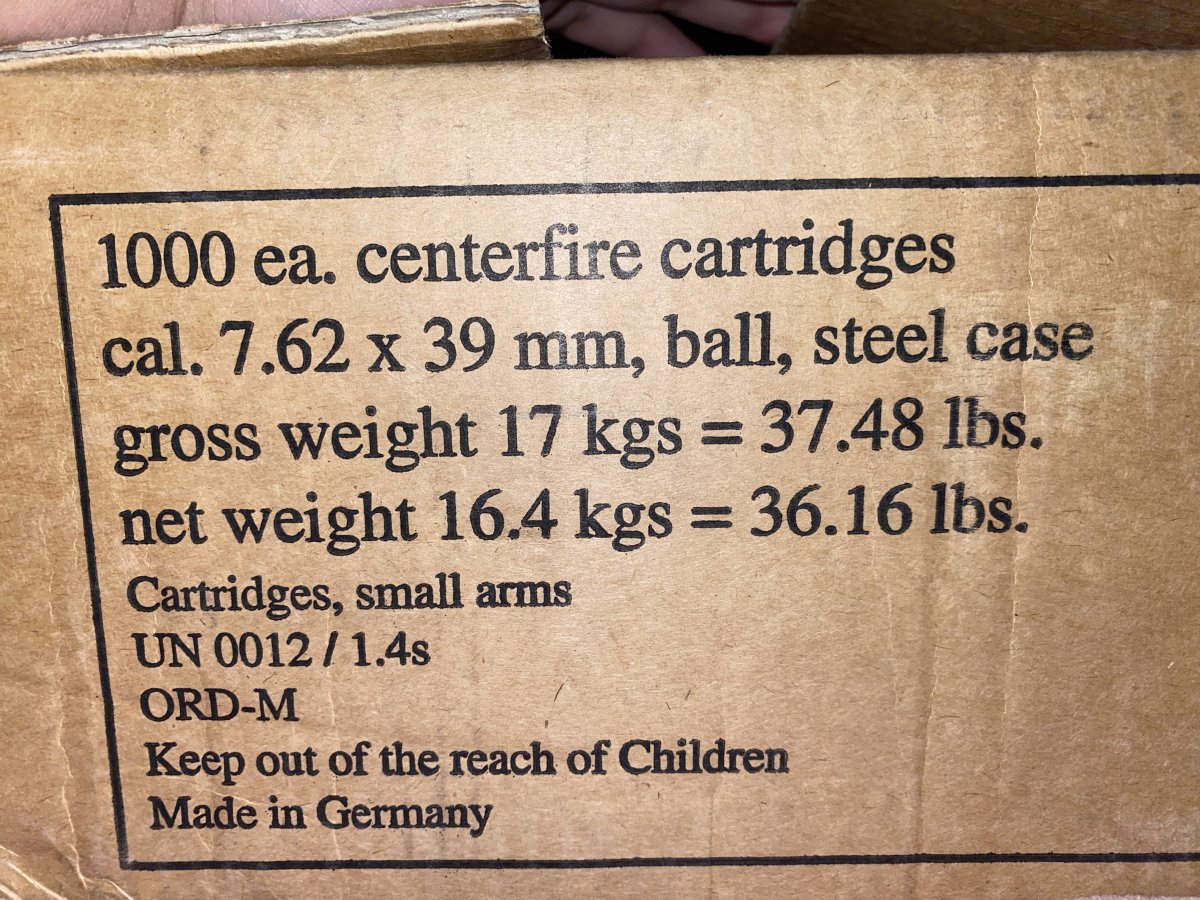 1000 ea. centerfire cartridges
cal. 7.62 x 39 mm, ball, steel case
gross weight 17 kgs = 37.48 lbs.
net weight 16.4 kgs = 36.16 lbs.
Cartridges, small arms
UN 0012 / 1.4s
ORD-M
Keep out of the reach of Children
Made in Germany